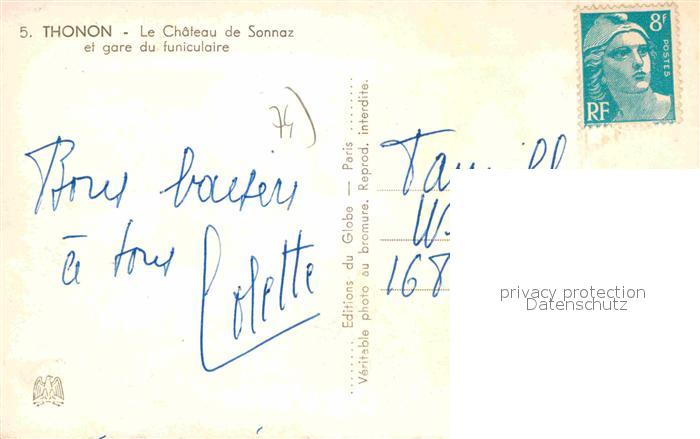 5. THONON - Le Château de Sonnaz
et gare du funiculaire
8f
POSTES
RF
74)
Bons baisers
à tous
Colette
Editions du Globe — Paris
Véritable photo au bromure. Reprod. interdite.
W
168
privacy protection
Datenschutz